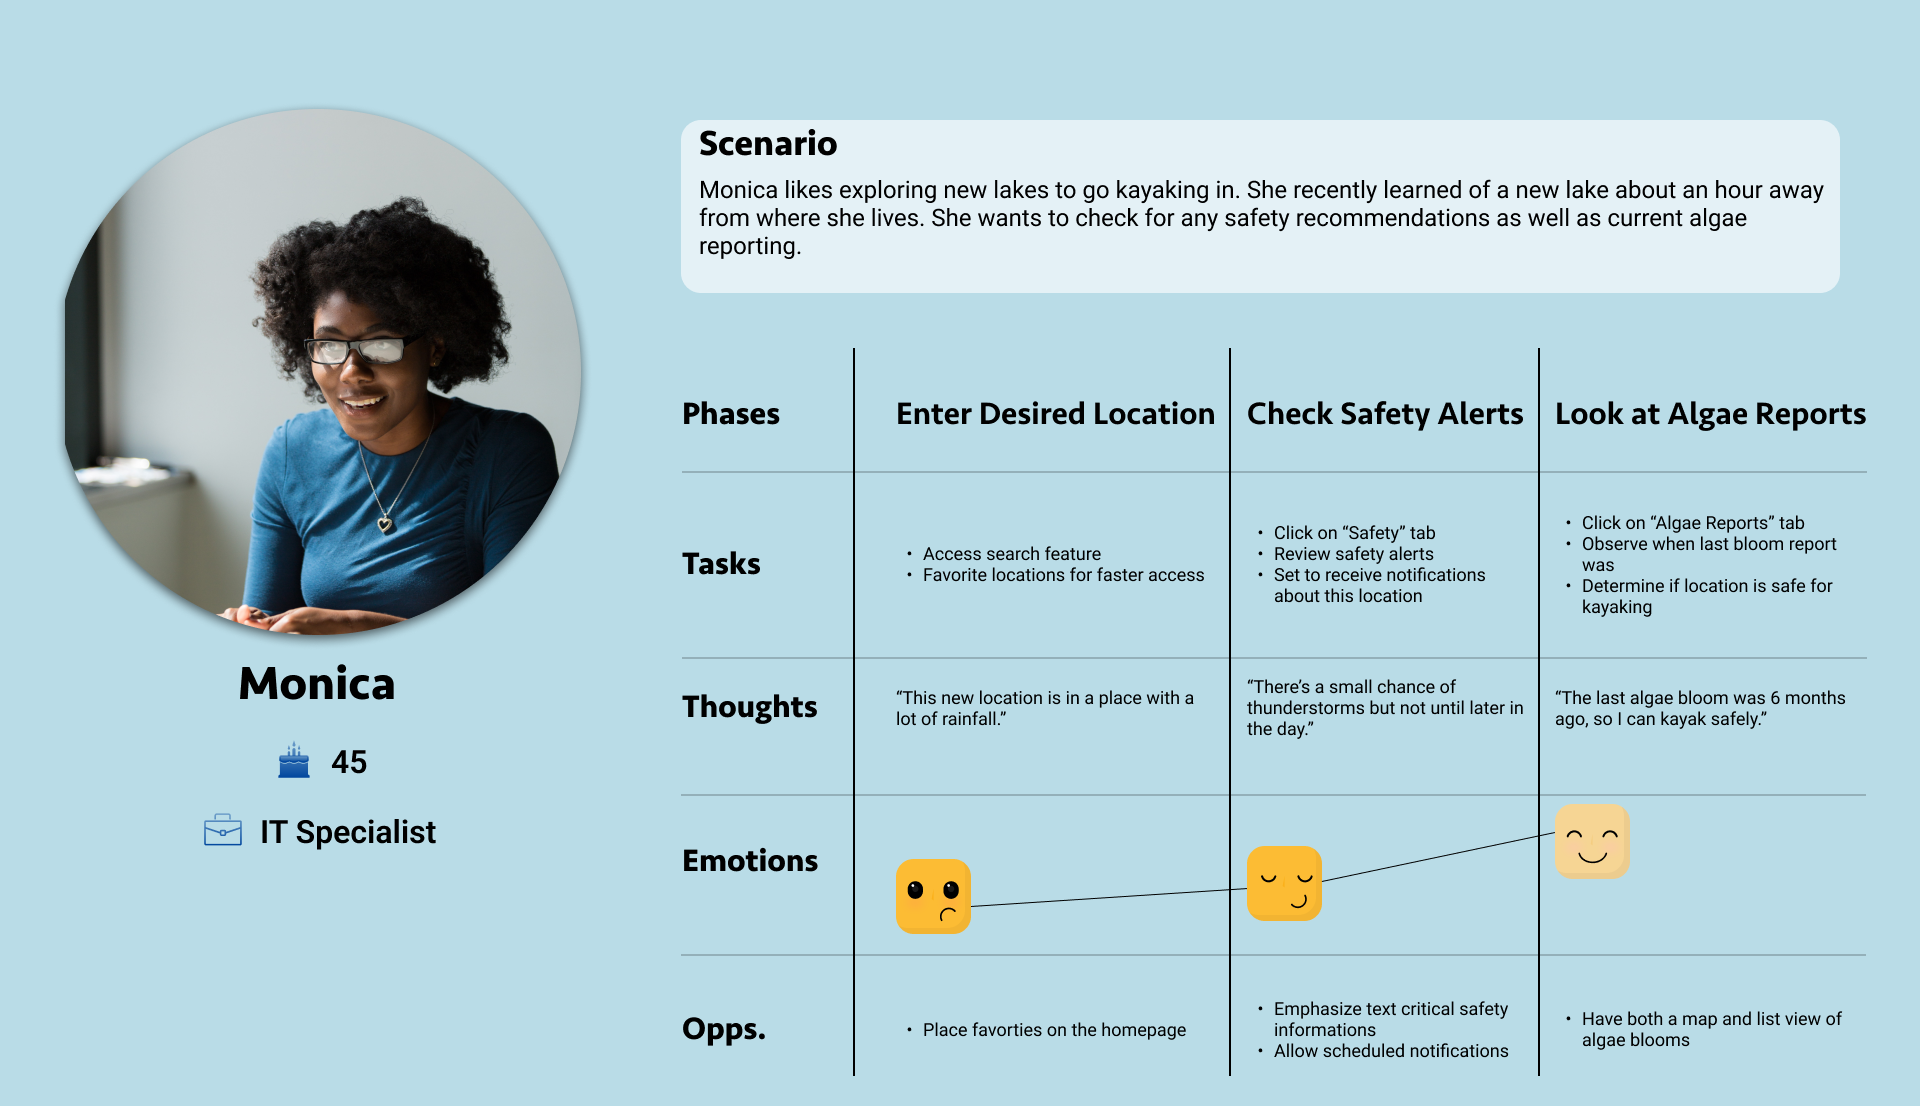 Monica
45
IT Specialist
Scenario
Monica likes exploring new lakes to go kayaking in. She recently learned of a new lake about an hour away
from where she lives. She wants to check for any safety recommendations as well as current algae
reporting.
Phases
Enter Desired Location
Check Safety Alerts
Look at Algae Reports
Tasks
• Access search feature
• Favorite locations for faster access
• Click on “Safety” tab
• Review safety alerts
• Set to receive notifications
about this location
• Click on “Algae Reports” tab
• Observe when last bloom report
was
• Determine if location is safe for
kayaking
Thoughts
“This new location is in a place with a
lot of rainfall.”
“There’s a small chance of
thunderstorms but not until later in
the day.”
“The last algae bloom was 6 months
ago, so I can kayak safely.”
Emotions
Opps.
• Place favorties on the homepage
• Emphasize text critical safety
informations
• Allow scheduled notifications
• Have both a map and list view of
algae blooms